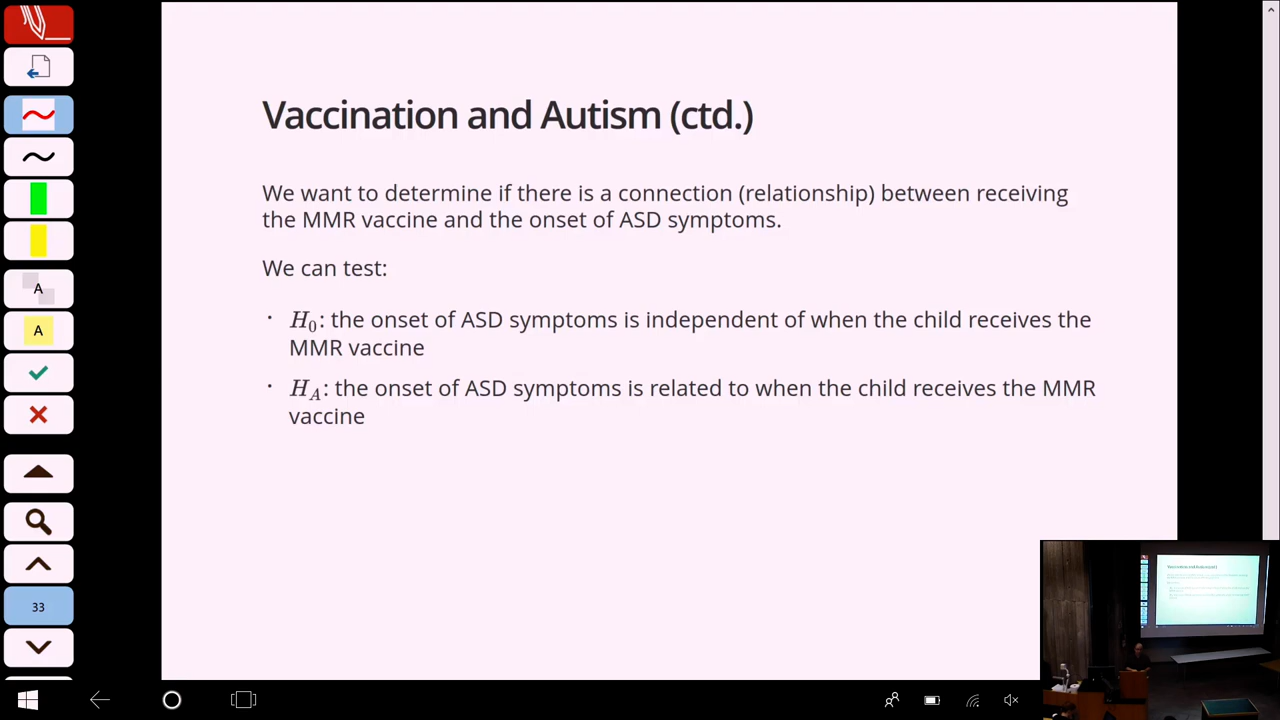 Vaccination and Autism (ctd.)
We want to determine if there is a connection (relationship) between receiving
the MMR vaccine and the onset of ASD symptoms.
We can test:
· H₀: the onset of ASD symptoms is independent of when the child receives the
MMR vaccine
· H_A: the onset of ASD symptoms is related to when the child receives the MMR
vaccine
A
A
33